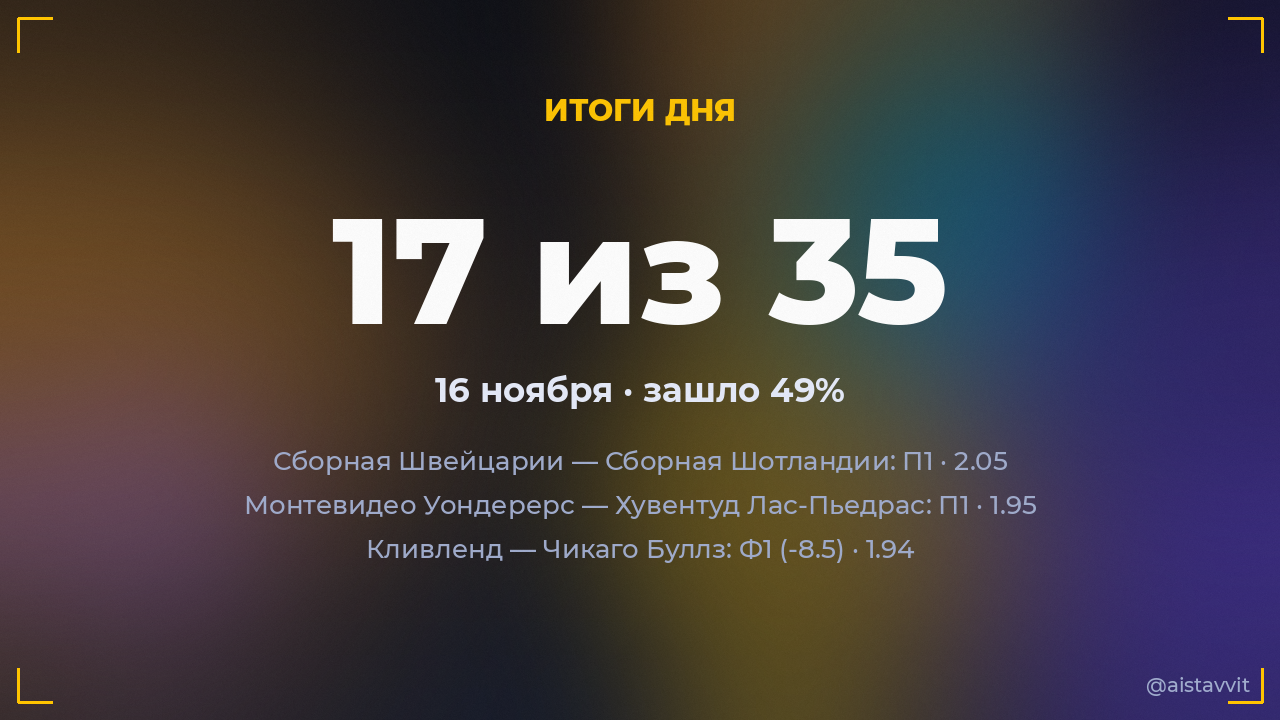 ИТОГИ ДНЯ
17 из 35
16 ноября · зашло 49%
Сборная Швейцарии — Сборная Шотландии: П1 · 2.05
Монтевидео Уондерерс — Хувентуд Лас-Пьедрас: П1 · 1.95
Кливленд — Чикаго Буллз: Ф1 (-8.5) · 1.94
@aistavvit